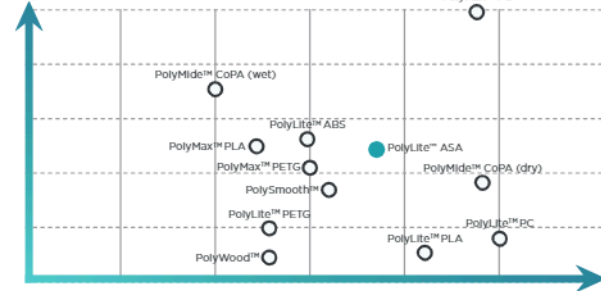 PolyMide™ CoPA (wet)
PolyLite™ ABS
PolyMax™ PLA
PolyLite™ ASA
PolyMax™ PETG
PolyMide™ CoPA (dry)
PolySmooth™
PolyLite™ PETG
PolyLite™ PC
PolyLite™ PLA
PolyWood™